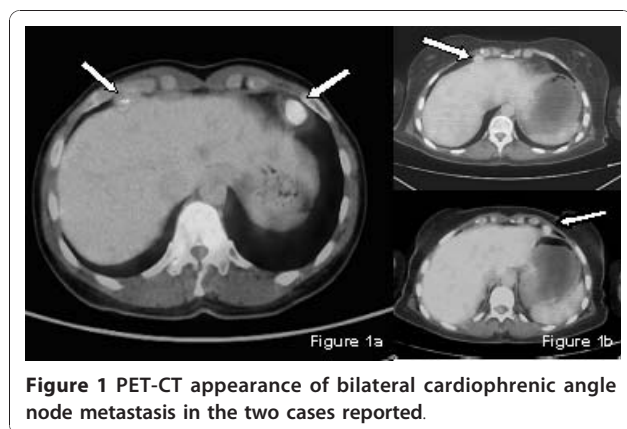 Figure 1a
Figure 1b
Figure 1 PET-CT appearance of bilateral cardiophrenic angle
node metastasis in the two cases reported.